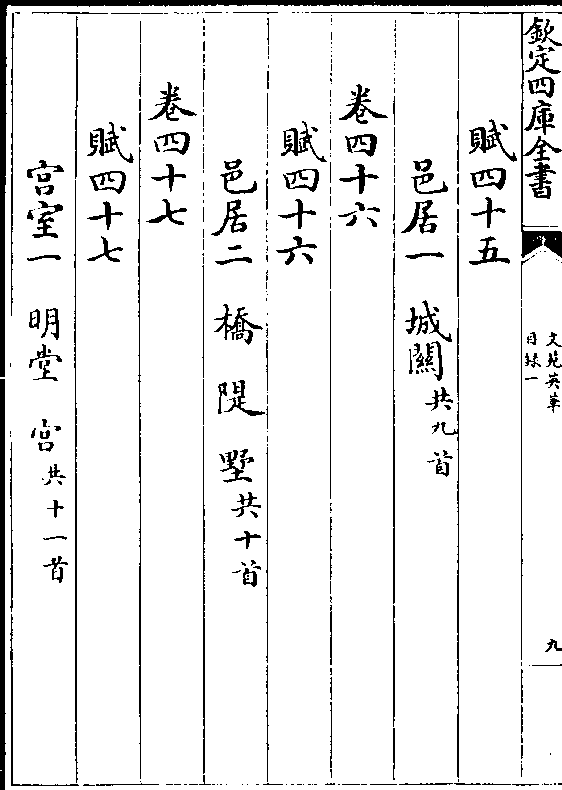 欽定四庫全書
文苑英華
目録一
九
賦四十五
邑居一 城闗共九首
卷四十六
賦四十六
邑居二 橋 隄 墅共十首
卷四十七
賦四十七
宫室一 明堂 宫共十一首